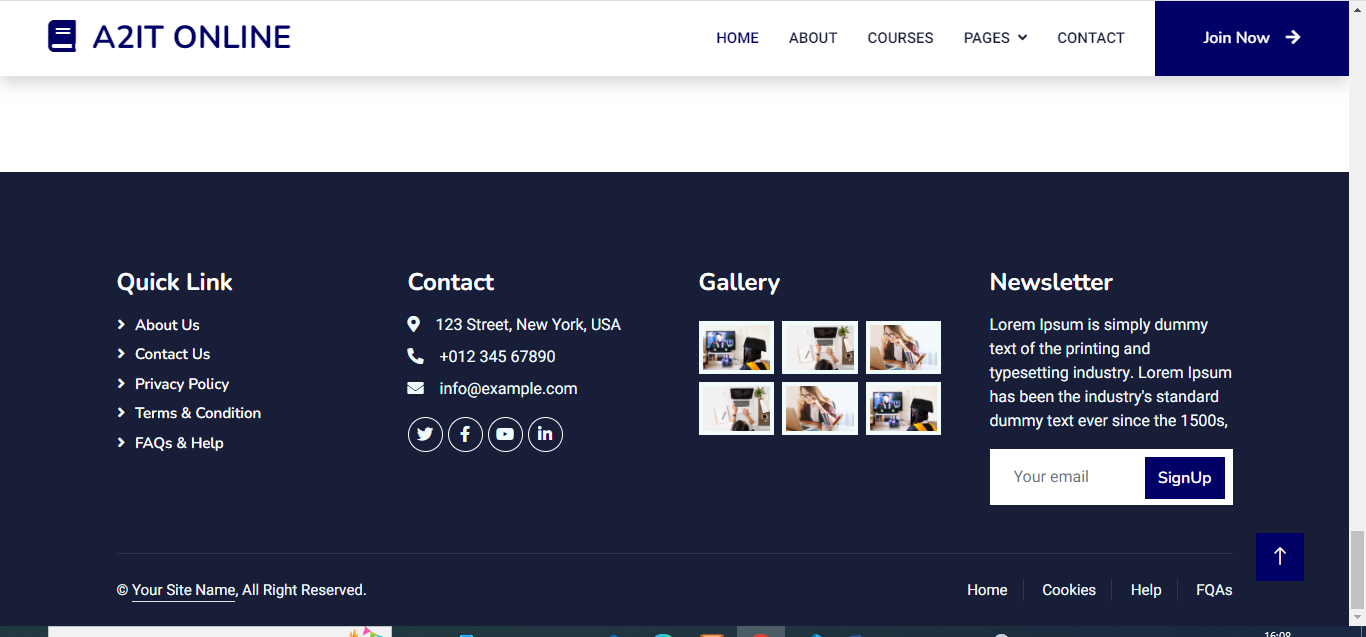 A2IT ONLINE
HOME ABOUT COURSES PAGES CONTACT Join Now
Quick Link
About Us
Contact Us
Privacy Policy
Terms & Condition
FAQs & Help
Contact
123 Street, New York, USA
+012 345 67890
info@example.com
Gallery
Newsletter
Lorem Ipsum is simply dummy
text of the printing and
typesetting industry. Lorem Ipsum
has been the industry's standard
dummy text ever since the 1500s,
Your email SignUp
© Your Site Name, All Right Reserved.
Home Cookies Help FQAs
16:08